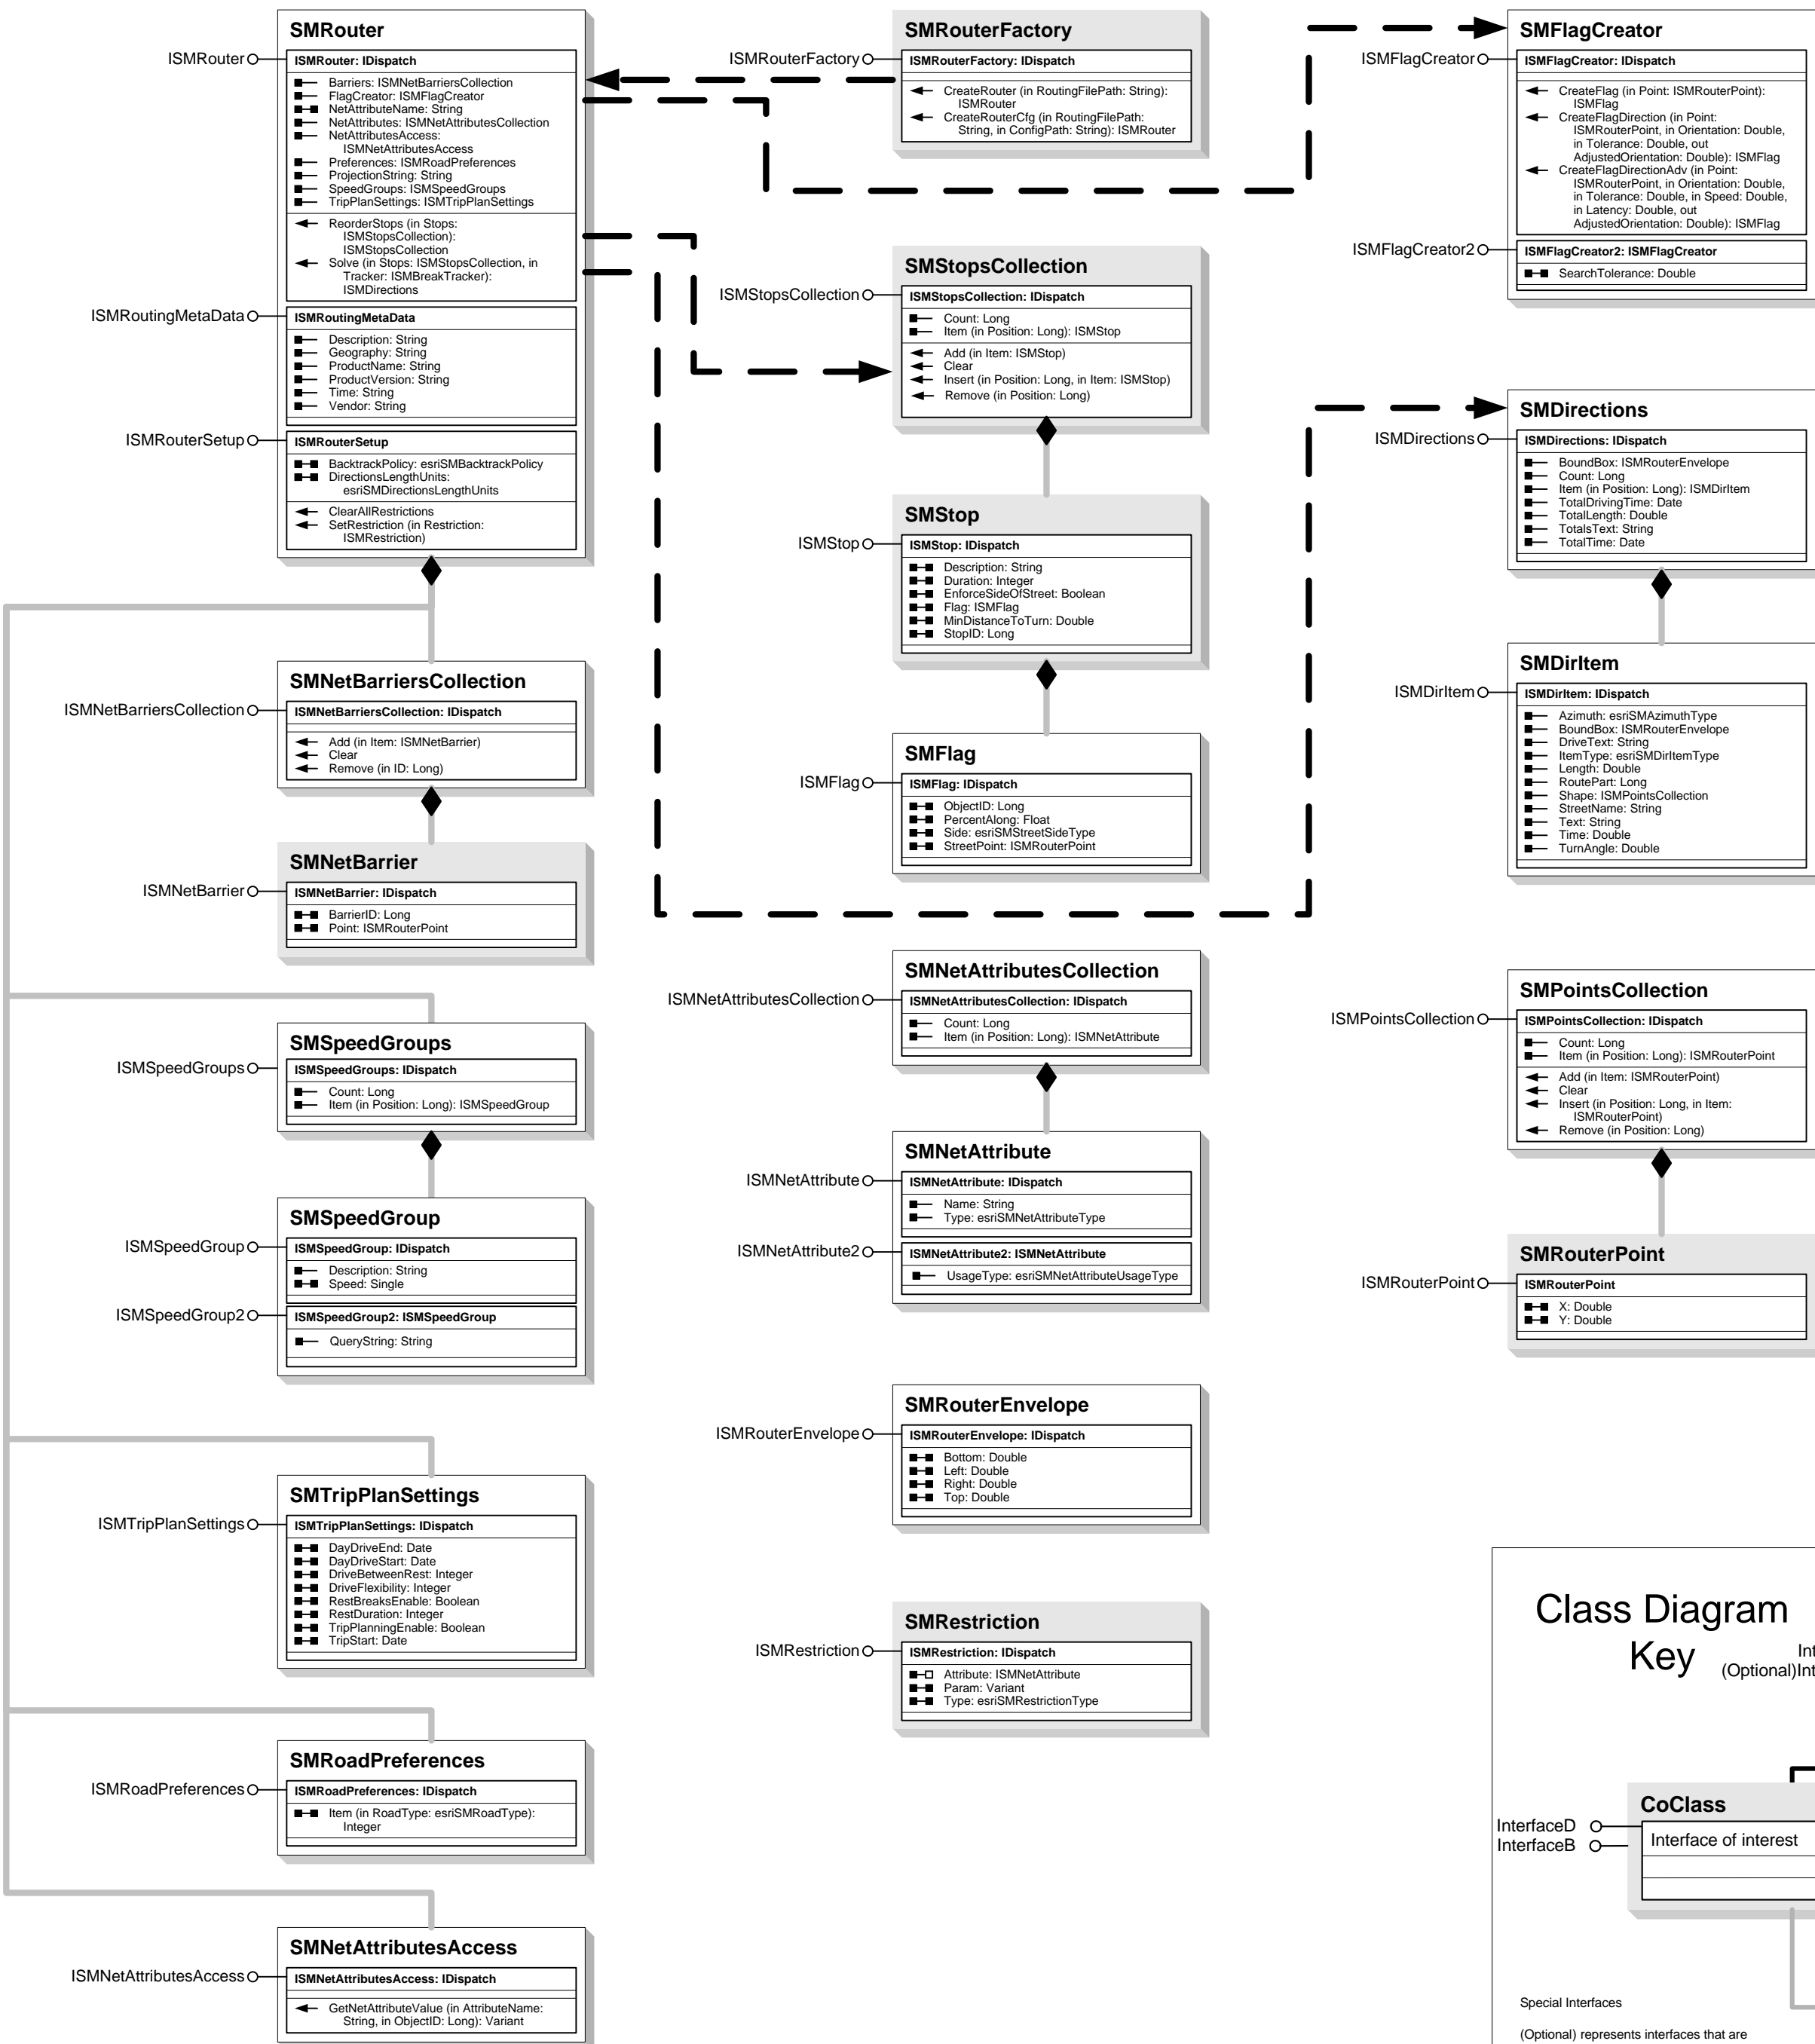 SMRouter
ISMRouter
ISMRouter: IDispatch
Barriers: ISMNetBarriersCollection
FlagCreator: ISMFlagCreator
NetAttributeName: String
NetAttributes: ISMNetAttributesCollection
NetAttributesAccess:
ISMNetAttributesAccess
Preferences: ISMRoadPreferences
ProjectionString: String
SpeedGroups: ISMSpeedGroups
TripPlanSettings: ISMTripPlanSettings
ReorderStops (in Stops:
ISMStopsCollection):
ISMStopsCollection
Solve (in Stops: ISMStopsCollection, in
Tracker: ISMBreakTracker):
ISMDirections
ISMRoutingMetaData
ISMRoutingMetaData
Description: String
Geography: String
ProductName: String
ProductVersion: String
Time: String
Vendor: String
ISMRouterSetup
ISMRouterSetup
BacktrackPolicy: esriSMBacktrackPolicy
DirectionsLengthUnits:
esriSMDirectionsLengthUnits
ClearAllRestrictions
SetRestriction (in Restriction:
ISMRestriction)
SMNetBarriersCollection
ISMNetBarriersCollection
ISMNetBarriersCollection: IDispatch
Add (in Item: ISMNetBarrier)
Clear
Remove (in ID: Long)
SMNetBarrier
ISMNetBarrier
ISMNetBarrier: IDispatch
BarrierID: Long
Point: ISMRouterPoint
SMSpeedGroups
ISMSpeedGroups
ISMSpeedGroups: IDispatch
Count: Long
Item (in Position: Long): ISMSpeedGroup
SMSpeedGroup
ISMSpeedGroup
ISMSpeedGroup: IDispatch
Description: String
Speed: Single
ISMSpeedGroup2
ISMSpeedGroup2: ISMSpeedGroup
QueryString: String
SMTripPlanSettings
ISMTripPlanSettings
ISMTripPlanSettings: IDispatch
DayDriveEnd: Date
DayDriveStart: Date
DriveBetweenRest: Integer
DriveFlexibility: Integer
RestBreaksEnable: Boolean
RestDuration: Integer
TripPlanningEnable: Boolean
TripStart: Date
SMRoadPreferences
ISMRoadPreferences
ISMRoadPreferences: IDispatch
Item (in RoadType: esriSMRoadType):
Integer
SMNetAttributesAccess
ISMNetAttributesAccess
ISMNetAttributesAccess: IDispatch
GetNetAttributeValue (in AttributeName:
String, in ObjectID: Long): Variant
SMRouterFactory
ISMRouterFactory
ISMRouterFactory: IDispatch
CreateRouter (in RoutingFilePath: String):
ISMRouter
CreateRouterCfg (in RoutingFilePath:
String, in ConfigPath: String): ISMRouter
SMStopsCollection
ISMStopsCollection
ISMStopsCollection: IDispatch
Count: Long
Item (in Position: Long): ISMStop
Add (in Item: ISMStop)
Clear
Insert (in Position: Long, in Item: ISMStop)
Remove (in Position: Long)
SMStop
ISMStop
ISMStop: IDispatch
Description: String
Duration: Integer
EnforceSideOfStreet: Boolean
Flag: ISMFlag
MinDistanceToTurn: Double
StopID: Long
SMFlag
ISMFlag
ISMFlag: IDispatch
ObjectID: Long
PercentAlong: Float
Side: esriSMStreetSideType
StreetPoint: ISMRouterPoint
SMNetAttributesCollection
ISMNetAttributesCollection
ISMNetAttributesCollection: IDispatch
Count: Long
Item (in Position: Long): ISMNetAttribute
SMNetAttribute
ISMNetAttribute
ISMNetAttribute: IDispatch
Name: String
Type: esriSMNetAttributeType
ISMNetAttribute2
ISMNetAttribute2: ISMNetAttribute
UsageType: esriSMNetAttributeUsageType
SMRouterEnvelope
ISMRouterEnvelope
ISMRouterEnvelope: IDispatch
Bottom: Double
Left: Double
Right: Double
Top: Double
SMRestriction
ISMRestriction
ISMRestriction: IDispatch
Attribute: ISMNetAttribute
Param: Variant
Type: esriSMRestrictionType
SMFlagCreator
ISMFlagCreator
ISMFlagCreator: IDispatch
CreateFlag (in Point: ISMRouterPoint):
ISMFlag
CreateFlagDirection (in Point:
ISMRouterPoint, in Orientation: Double,
in Tolerance: Double, out
AdjustedOrientation: Double): ISMFlag
CreateFlagDirectionAdv (in Point:
ISMRouterPoint, in Orientation: Double,
in Tolerance: Double, in Speed: Double,
in Latency: Double, out
AdjustedOrientation: Double): ISMFlag
ISMFlagCreator2
ISMFlagCreator2: ISMFlagCreator
SearchTolerance: Double
SMDirections
ISMDirections
ISMDirections: IDispatch
BoundBox: ISMRouterEnvelope
Count: Long
Item (in Position: Long): ISMDirItem
TotalDrivingTime: Date
TotalLength: Double
TotalsText: String
TotalTime: Date
SMDirItem
ISMDirItem
ISMDirItem: IDispatch
Azimuth: esriSMAzimuthType
BoundBox: ISMRouterEnvelope
DriveText: String
ItemType: esriSMDirItemType
Length: Double
RoutePart: Long
Shape: ISMPointsCollection
StreetName: String
Text: String
Time: Double
TurnAngle: Double
SMPointsCollection
ISMPointsCollection
ISMPointsCollection: IDispatch
Count: Long
Item (in Position: Long): ISMRouterPoint
Add (in Item: ISMRouterPoint)
Clear
Insert (in Position: Long, in Item:
ISMRouterPoint)
Remove (in Position: Long)
SMRouterPoint
ISMRouterPoint
ISMRouterPoint
X: Double
Y: Double
Class Diagram
Key
Int
(Optional)Int
CoClass
InterfaceD
InterfaceB
Interface of interest
Special Interfaces
(Optional) represents interfaces that are